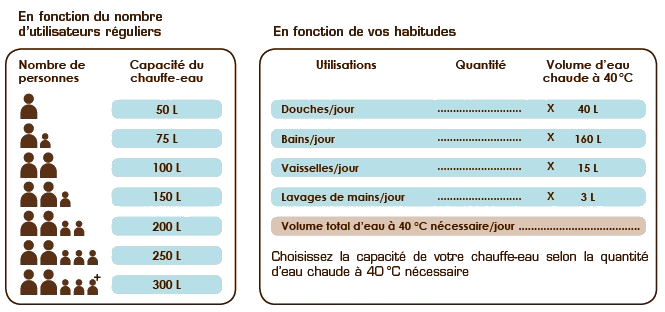 En fonction du nombre
d'utilisateurs réguliers
Nombre de
personnes
Capacité du
chauffe-eau
50 L
75 L
100 L
150 L
200 L
250 L
+
300 L
En fonction de vos habitudes
Utilisations
Quantité
Volume d'eau
chaude à 40°C
Douches/jour ........................... X 40 L
Bains/jour ........................... X 160 L
Vaisselles/jour ........................... X 15 L
Lavages de mains/jour ........................... X 3 L
Volume total d'eau à 40 °C nécessaire/jour .......................................
Choisissez la capacité de votre chauffe-eau selon la quantité
d'eau chaude à 40 °C nécessaire